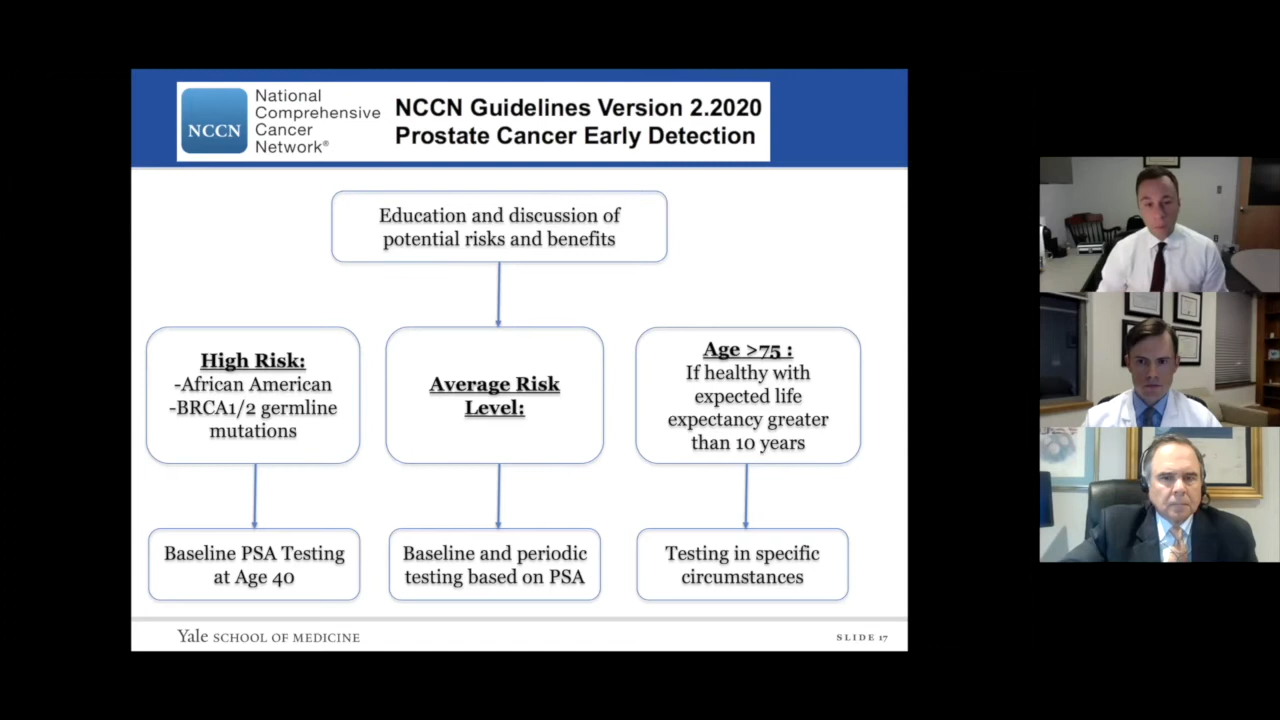 NCCN
National
Comprehensive
Cancer
Network®
NCCN Guidelines Version 2.2020
Prostate Cancer Early Detection
Education and discussion of
potential risks and benefits
High Risk:
-African American
-BRCA1/2 germline
mutations
Average Risk
Level:
Age >75 :
If healthy with
expected life
expectancy greater
than 10 years
Baseline PSA Testing
at Age 40
Baseline and periodic
testing based on PSA
Testing in specific
circumstances
Yale SCHOOL OF MEDICINE
SLIDE 17